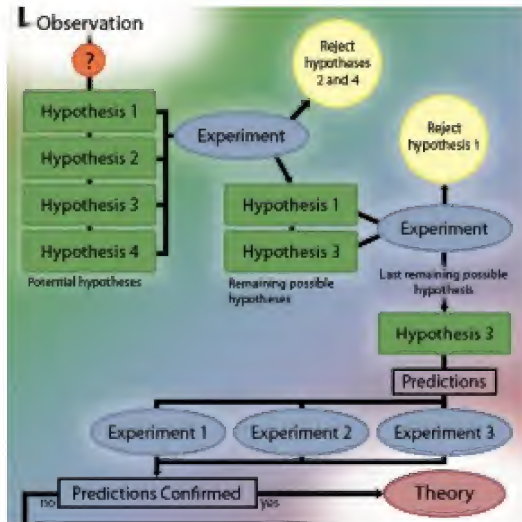 Observation
?
Hypothesis 1
Hypothesis 2
Hypothesis 3
Hypothesis 4
Potential hypotheses
Experiment
Reject
hypotheses
2 and 4
Hypothesis 1
Hypothesis 3
Remaining possible
hypotheses
Reject
hypothesis 1
Experiment
Last remaining possible
hypothesis
Hypothesis 3
Predictions
Experiment 1
Experiment 2
Experiment 3
Predictions Confirmed
no
yes
Theory